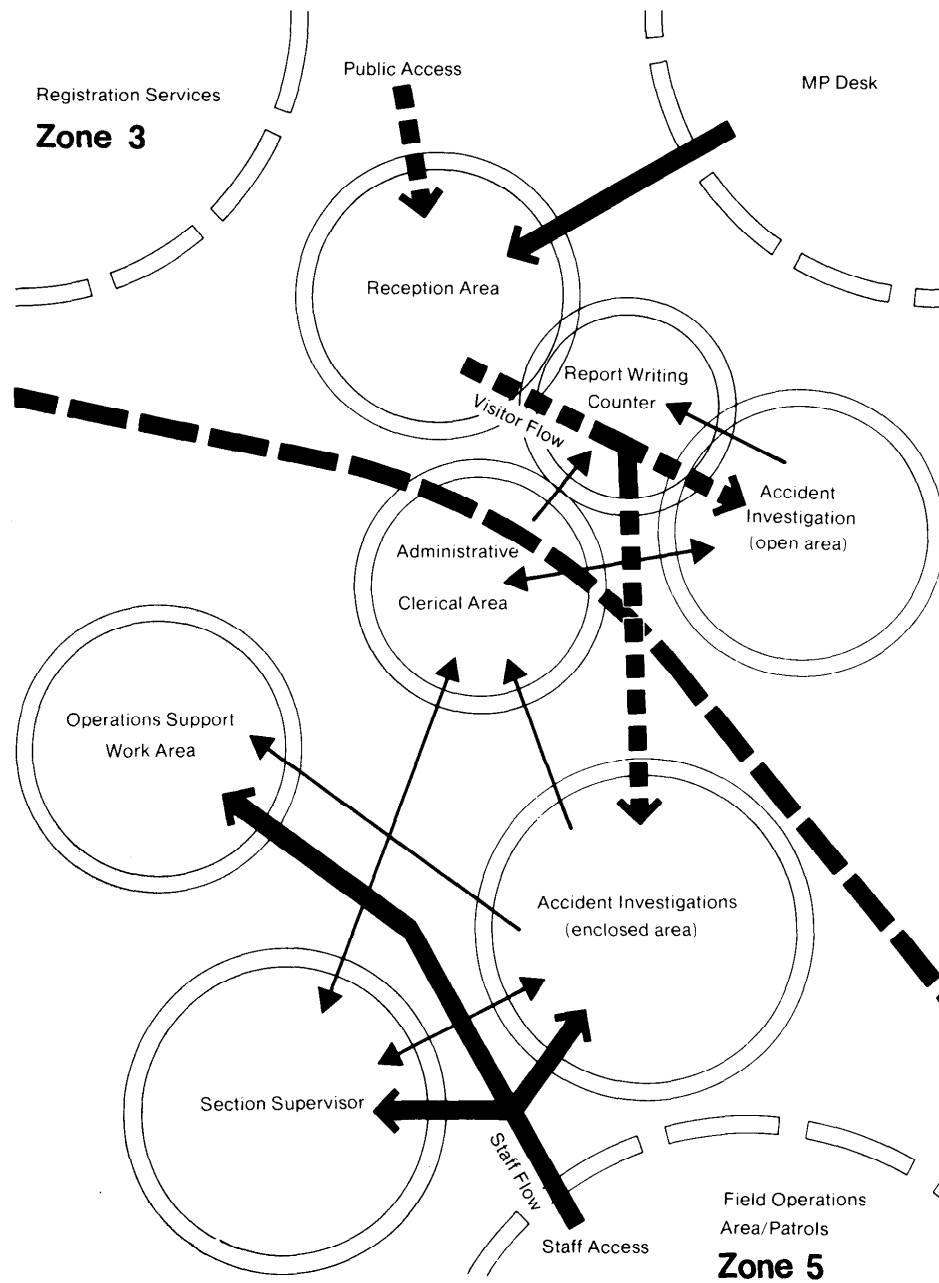 Public Access
MP Desk
Registration Services
Zone 3
Reception Area
Report Writing
Counter
Visitor Flow
Accident
Investigation
(open area)
Administrative
Clerical Area
Operations Support
Work Area
Accident Investigations
(enclosed area)
Section Supervisor
Staff Flow
Staff Access
Field Operations
Area/Patrols
Zone 5